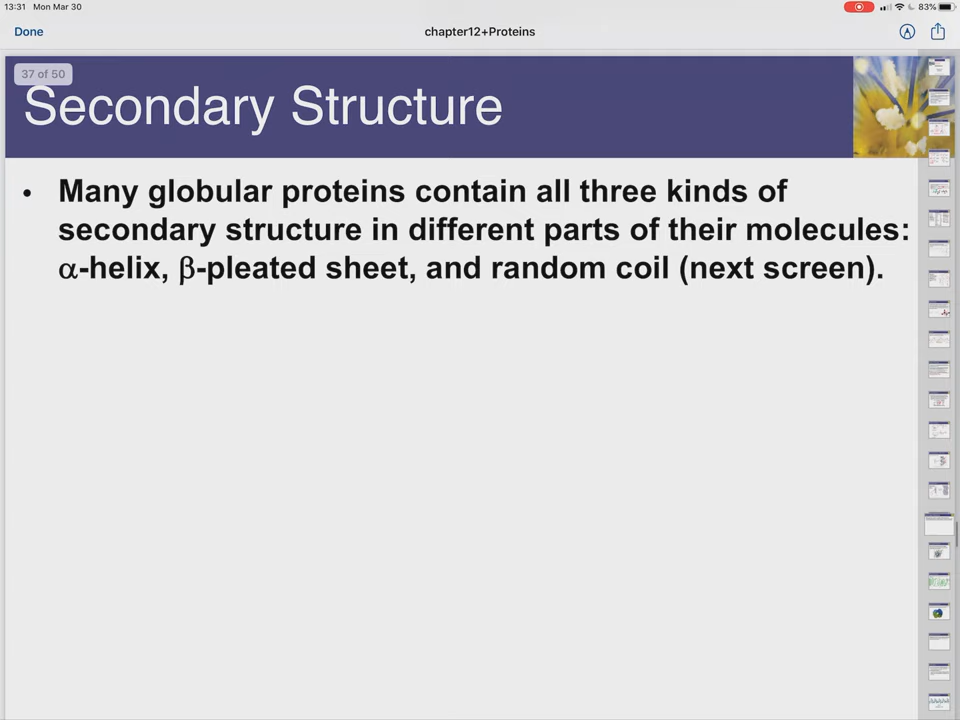 13:31 Mon Mar 30
83%
Done
chapter12+Proteins
37 of 50
Secondary Structure
• Many globular proteins contain all three kinds of
secondary structure in different parts of their molecules:
α-helix, β-pleated sheet, and random coil (next screen).